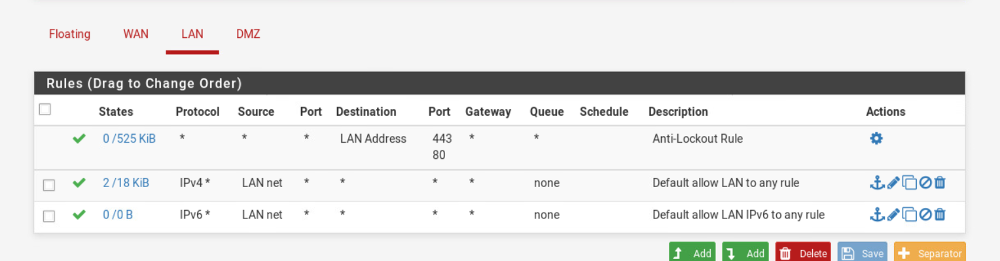 Floating WAN LAN DMZ
Rules (Drag to Change Order)
States Protocol Source Port Destination Port Gateway Queue Schedule Description Actions
0 /525 KiB * * * LAN Address 443 * * Anti-Lockout Rule
80
2 /18 KiB IPv4 * LAN net * * * * none Default allow LAN to any rule
0 /0 B IPv6 * LAN net * * * * none Default allow LAN IPv6 to any rule
Add Add Delete Save Separator